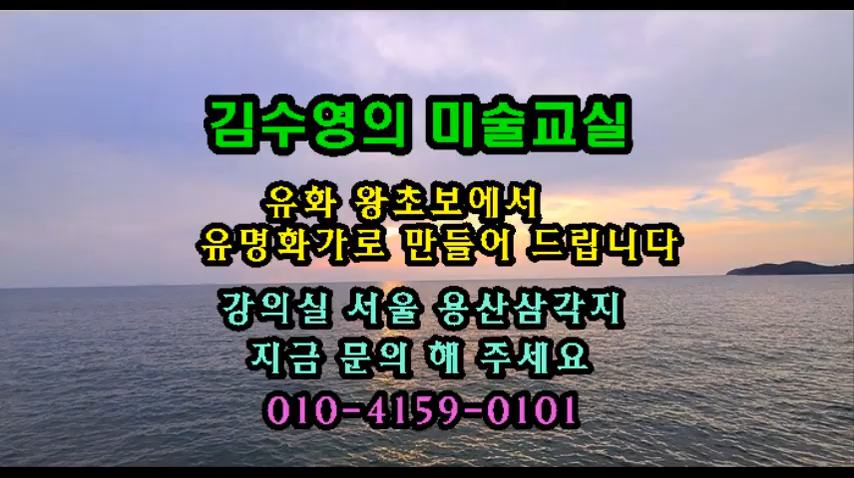 김수영의 미술교실
유화 왕초보에서
유명화가로 만들어 드립니다
강의실 서울 용산삼각지
지금 문의 해 주세요
010-4159-0101